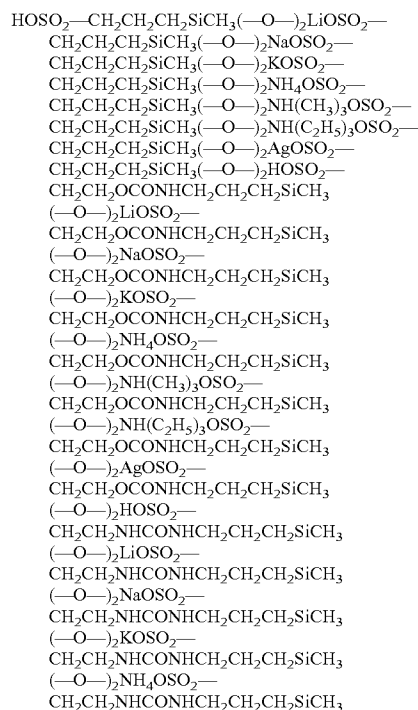 HOSO₂—CH₂CH₂CH₂SiCH₃(—O—)₂LiOSO₂—
CH₂CH₂CH₂SiCH₃(—O—)₂NaOSO₂—
CH₂CH₂CH₂SiCH₃(—O—)₂KOSO₂—
CH₂CH₂CH₂SiCH₃(—O—)₂NH₄OSO₂—
CH₂CH₂CH₂SiCH₃(—O—)₂NH(CH₃)₃OSO₂—
CH₂CH₂CH₂SiCH₃(—O—)₂NH(C₂H₅)₃OSO₂—
CH₂CH₂CH₂SiCH₃(—O—)₂AgOSO₂—
CH₂CH₂CH₂SiCH₃(—O—)₂HOSO₂—
CH₂CH₂OCONHCH₂CH₂CH₂SiCH₃
(—O—)₂LiOSO₂—
CH₂CH₂OCONHCH₂CH₂CH₂SiCH₃
(—O—)₂NaOSO₂—
CH₂CH₂OCONHCH₂CH₂CH₂SiCH₃
(—O—)₂KOSO₂—
CH₂CH₂OCONHCH₂CH₂CH₂SiCH₃
(—O—)₂NH₄OSO₂—
CH₂CH₂OCONHCH₂CH₂CH₂SiCH₃
(—O—)₂NH(CH₃)₃OSO₂—
CH₂CH₂OCONHCH₂CH₂CH₂SiCH₃
(—O—)₂NH(C₂H₅)₃OSO₂—
CH₂CH₂OCONHCH₂CH₂CH₂SiCH₃
(—O—)₂AgOSO₂—
CH₂CH₂OCONHCH₂CH₂CH₂SiCH₃
(—O—)₂HOSO₂—
CH₂CH₂NHCONHCH₂CH₂CH₂SiCH₃
(—O—)₂LiOSO₂—
CH₂CH₂NHCONHCH₂CH₂CH₂SiCH₃
(—O—)₂NaOSO₂—
CH₂CH₂NHCONHCH₂CH₂CH₂SiCH₃
(—O—)₂KOSO₂—
CH₂CH₂NHCONHCH₂CH₂CH₂SiCH₃
(—O—)₂NH₄OSO₂—
CH₂CH₂NHCONHCH₂CH₂CH₂SiCH₃